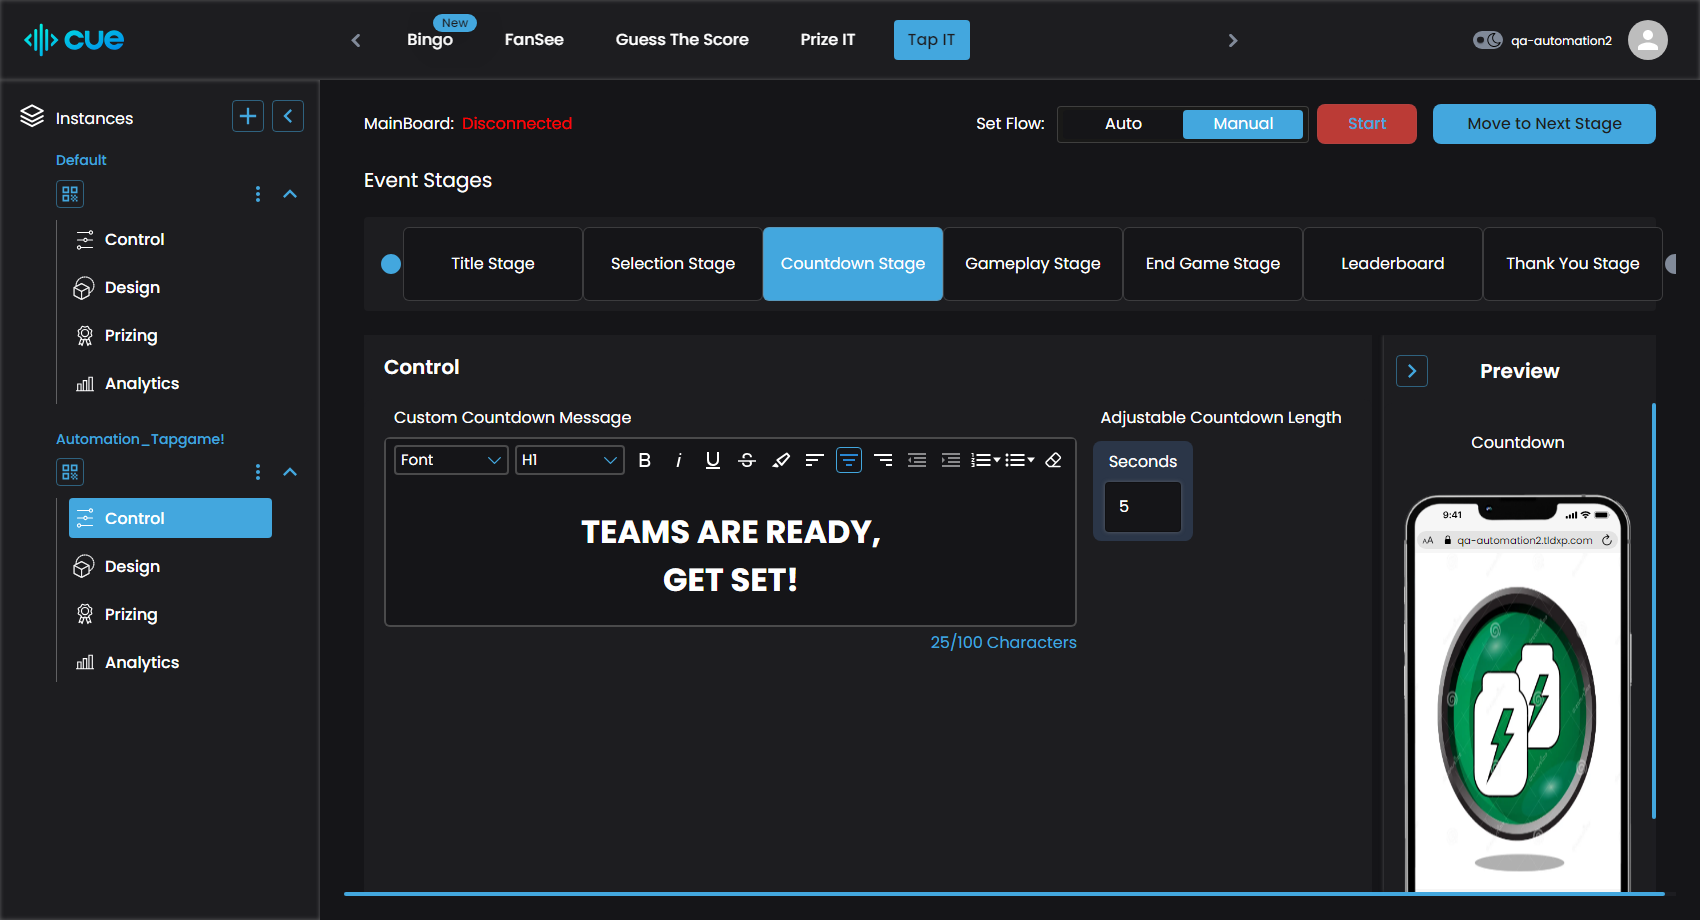 cue
New
Bingo
FanSee
Guess The Score
Prize IT
Tap IT
qa-automation2
Instances
Default
Control
Design
Prizing
Analytics
Automation_Tapgame!
Control
Design
Prizing
Analytics
MainBoard: Disconnected
Set Flow:
Auto
Manual
Start
Move to Next Stage
Event Stages
Title Stage
Selection Stage
Countdown Stage
Gameplay Stage
End Game Stage
Leaderboard
Thank You Stage
Control
Custom Countdown Message
Font
H1
B
i
U
S
TEAMS ARE READY,
GET SET!
25/100 Characters
Adjustable Countdown Length
Seconds
5
Preview
Countdown
9:41
AA
qa-automation2.tldxp.com